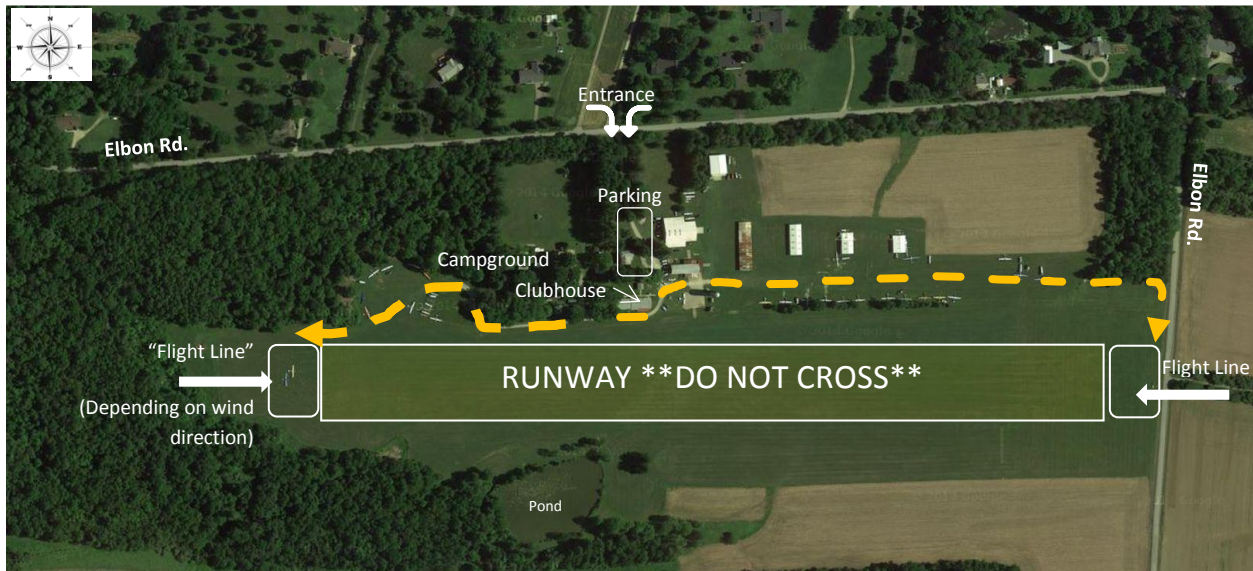 N
W
E
S
Entrance
Elbon Rd.
Elbon Rd.
Parking
Campground
Clubhouse
"Flight Line"
(Depending on wind
direction)
RUNWAY **DO NOT CROSS**
Flight Line
Pond